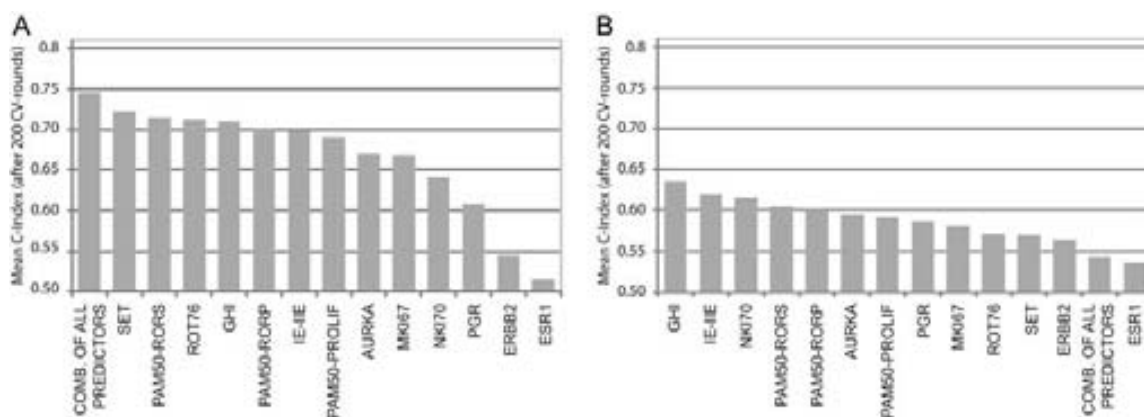 A
Mean C-Index (after 200 CV-rounds)
0.8
0.75
0.70
0.65
0.60
0.55
0.50
COMB. OF ALL
PREDICTORS
SET
PAM50-RORS
ROT76
GHI
PAM50-RORP
IE-IIE
PAM50-PROLIF
AURKA
MKI67
NKI70
PGR
ERBB2
ESR1
B
Mean C-Index (after 200 CV-rounds)
0.8
0.75
0.70
0.65
0.60
0.55
0.50
GHI
IE-IIE
NKI70
PAM50-RORS
PAM50-RORP
AURKA
PAM50-PROLIF
PGR
MKI67
ROT76
SET
ERBB2
COMB. OF ALL
PREDICTORS
ESR1